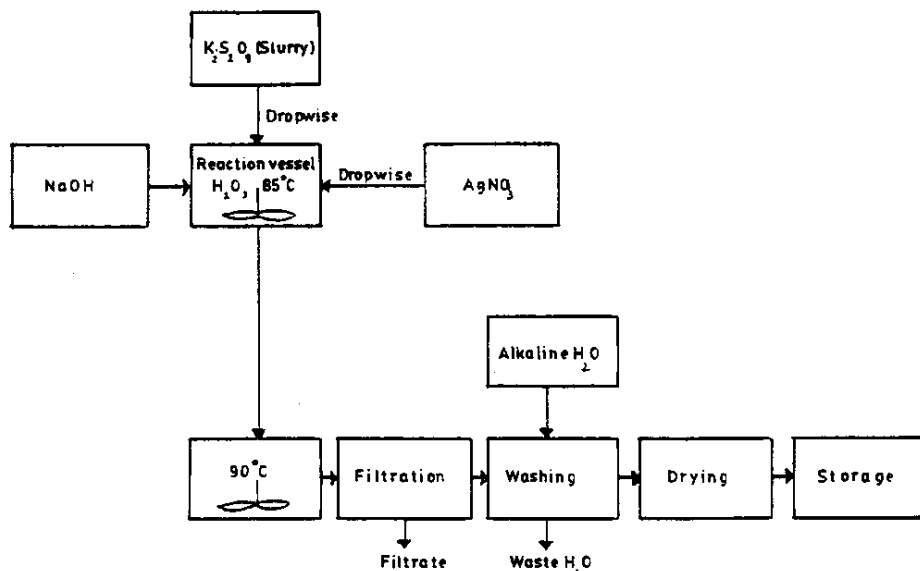 K₂S₂O₈ (Slurry)
Dropwise
Reaction vessel
H₂O, 85°C
NaOH
Dropwise
AgNO₃
Alkaline H₂O
90°C
Filtration
Washing
Drying
Storage
Filtrate
Waste H₂O